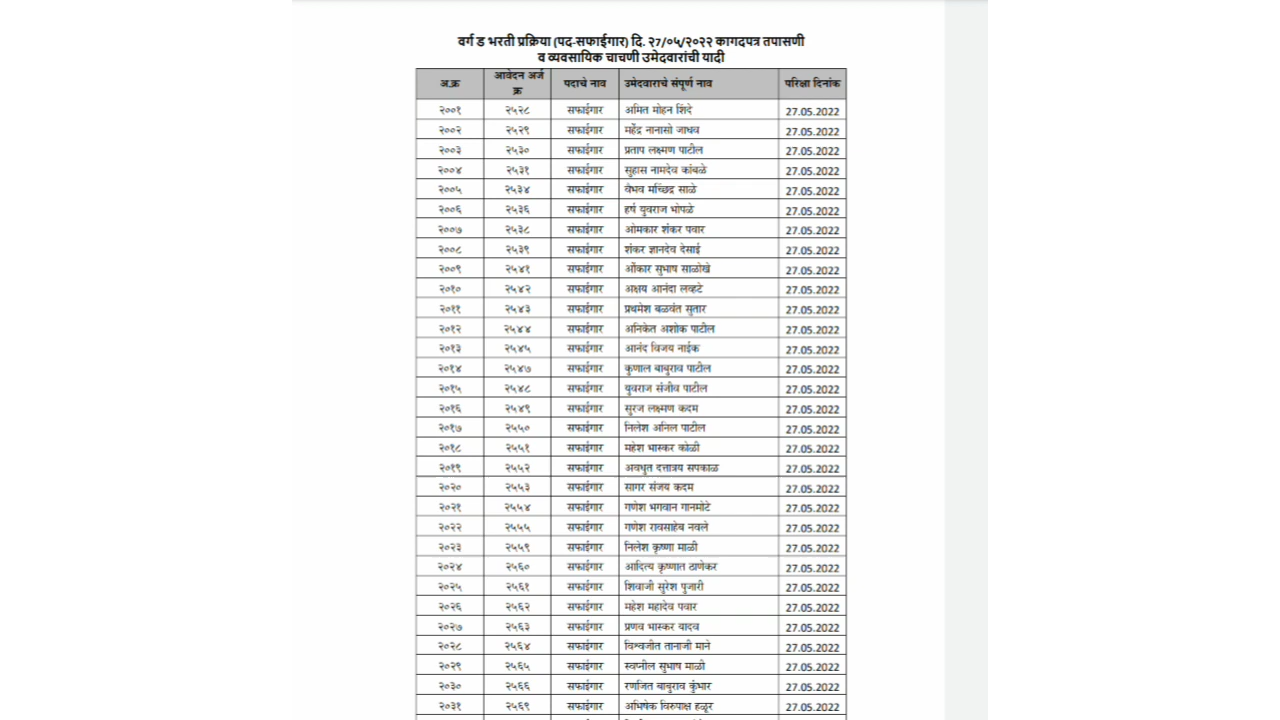 वर्ग ड भरती प्रक्रिया (पद-सफाईगार) दि. २७/०५/२०२२ कागदपत्र तपासणी
व व्यवसायिक चाचणी उमेदवारांची यादी
अ.क्र आवेदन अर्ज क्र पदाचे नाव उमेदवाराचे संपूर्ण नाव परिक्षा दिनांक
२००१ २५२८ सफाईगार अमित मोहन शिंदे 27.05.2022
२००२ २५२९ सफाईगार महेंद्र नानासो जाधव 27.05.2022
२००३ २५३० सफाईगार प्रताप लक्ष्मण पाटील 27.05.2022
२००४ २५३१ सफाईगार सुहास नामदेव कांबळे 27.05.2022
२००५ २५३४ सफाईगार वैभव मच्छिंद्र साळे 27.05.2022
२००६ २५३६ सफाईगार हर्ष युवराज भोपळे 27.05.2022
२००७ २५३८ सफाईगार ओमकार शंकर पवार 27.05.2022
२००८ २५३९ सफाईगार शंकर ज्ञानदेव देसाई 27.05.2022
२००९ २५४१ सफाईगार ओंकार सुभाष साळोखे 27.05.2022
२०१० २५४२ सफाईगार अक्षय आनंदा लव्हटे 27.05.2022
२०११ २५४३ सफाईगार प्रथमेश बळवंत सुतार 27.05.2022
२०१२ २५४४ सफाईगार अनिकेत अशोक पाटील 27.05.2022
२०१३ २५४५ सफाईगार आनंद विजय नाईक 27.05.2022
२०१४ २५४७ सफाईगार कुणाल बाबुराव पाटील 27.05.2022
२०१५ २५४८ सफाईगार युवराज संजीव पाटील 27.05.2022
२०१६ २५४९ सफाईगार सुरज लक्ष्मण कदम 27.05.2022
२०१७ २५५० सफाईगार निलेश अनिल पाटील 27.05.2022
२०१८ २५५१ सफाईगार महेश भास्कर कोळी 27.05.2022
२०१९ २५५२ सफाईगार अवधुत दत्तात्रय सपकाळ 27.05.2022
२०२० २५५३ सफाईगार सागर संजय कदम 27.05.2022
२०२१ २५५४ सफाईगार गणेश भगवान गानमोटे 27.05.2022
२०२२ २५५५ सफाईगार गणेश रावसाहेब नवले 27.05.2022
२०२३ २५५९ सफाईगार निलेश कृष्णा माळी 27.05.2022
२०२४ २५६० सफाईगार आदित्य कृष्णात ठाणेकर 27.05.2022
२०२५ २५६१ सफाईगार शिवाजी सुरेश पुजारी 27.05.2022
२०२६ २५६२ सफाईगार महेश महादेव पवार 27.05.2022
२०२७ २५६३ सफाईगार प्रणव भास्कर यादव 27.05.2022
२०२८ २५६४ सफाईगार विश्वजीत तानाजी माने 27.05.2022
२०२९ २५६५ सफाईगार स्वप्नील सुभाष माळी 27.05.2022
२०३० २५६६ सफाईगार रणजित बाबुराव कुंभार 27.05.2022
२०३१ २५६९ सफाईगार अभिषेक विरुपाक्ष हळूर 27.05.2022